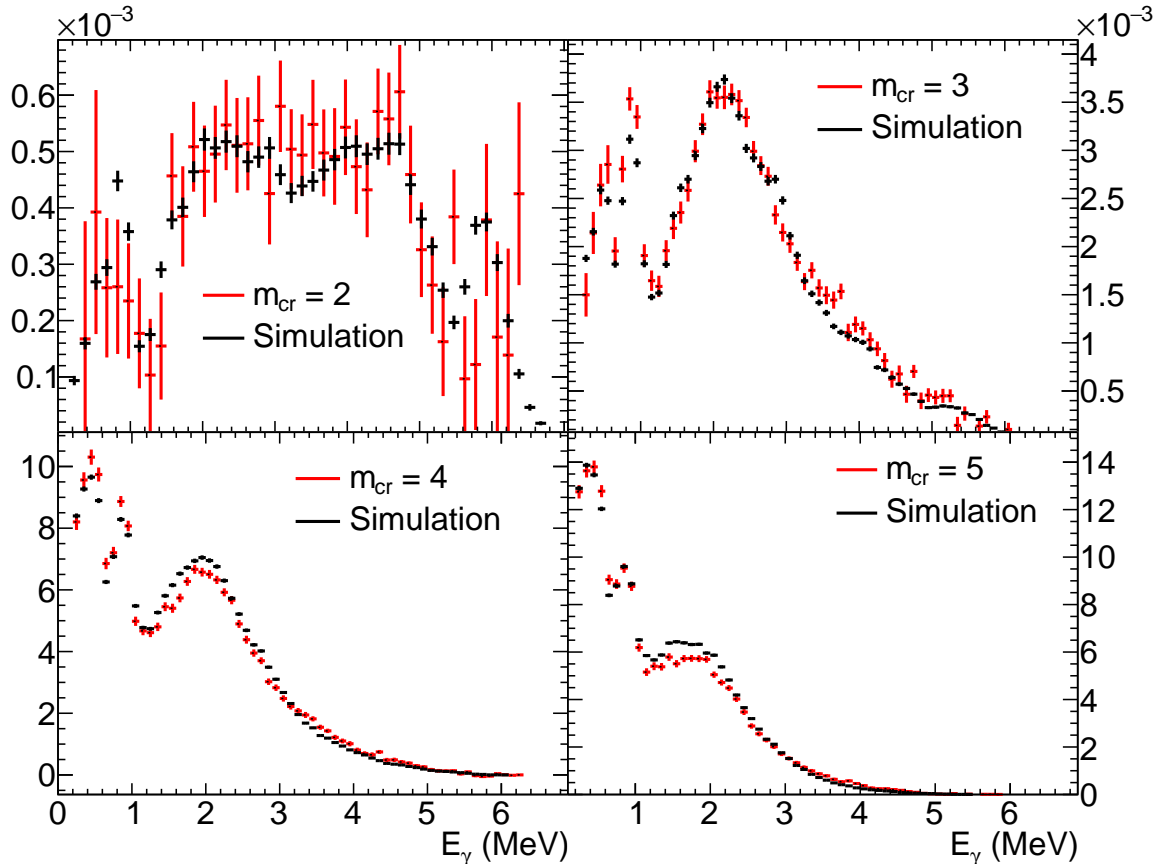 ×10⁻³
0.6
0.5
0.4
0.3
0.2
0.1
m_cr = 2
Simulation
×10⁻³
4
3.5
3
2.5
2
1.5
1
0.5
m_cr = 3
Simulation
10
8
6
4
2
0
m_cr = 4
Simulation
0 1 2 3 4 5 6
E_γ (MeV)
14
12
10
8
6
4
2
0
m_cr = 5
Simulation
1 2 3 4 5 6
E_γ (MeV)